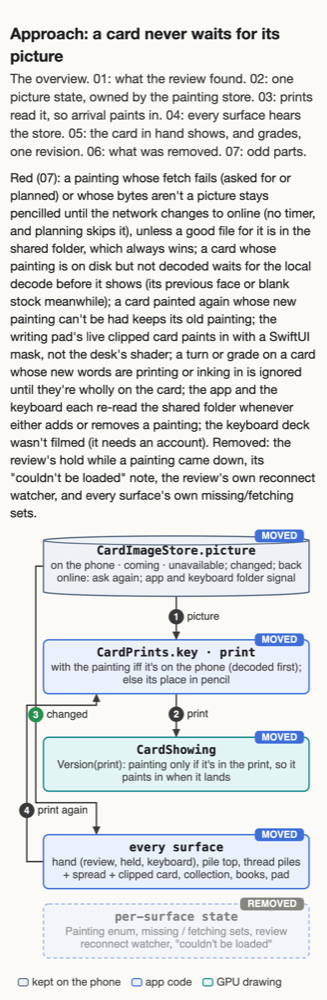 Approach: a card never waits for its
picture
The overview. 01: what the review found. 02: one
picture state, owned by the painting store. 03: prints
read it, so arrival paints in. 04: every surface hears
the store. 05: the card in hand shows, and grades,
one revision. 06: what was removed. 07: odd parts.
Red (07): a painting whose fetch fails (asked for or
planned) or whose bytes aren't a picture stays
pencilled until the network changes to online (no timer,
and planning skips it), unless a good file for it is in the
shared folder, which always wins; a card whose
painting is on disk but not decoded waits for the local
decode before it shows (its previous face or blank
stock meanwhile); a card painted again whose new
painting can't be had keeps its old painting; the
writing pad's live clipped card paints in with a SwiftUI
mask, not the desk's shader; a turn or grade on a card
whose new words are printing or inking in is ignored
until they're wholly on the card; the app and the
keyboard each re-read the shared folder whenever
either adds or removes a painting; the keyboard deck
wasn't filmed (it needs an account). Removed: the
review's hold while a painting came down, its
"couldn't be loaded" note, the review's own reconnect
watcher, and every surface's own missing/fetching
sets.
MOVED
CardImageStore.picture
on the phone · coming · unavailable; changed; back
online: ask again; app and keyboard folder signal
1 picture
MOVED
CardPrints.key · print
with the painting iff it's on the phone (decoded first);
else its place in pencil
3 changed
2 print
MOVED
CardShowing
Version(print): painting only if it's in the print, so it
paints in when it lands
4 print again
MOVED
every surface
hand (review, held, keyboard), pile top, thread piles
+ spread + clipped card, collection, books, pad
REMOVED
per-surface state
Painting enum, missing / fetching sets, review
reconnect watcher, "couldn't be loaded"
kept on the phone
app code
GPU drawing